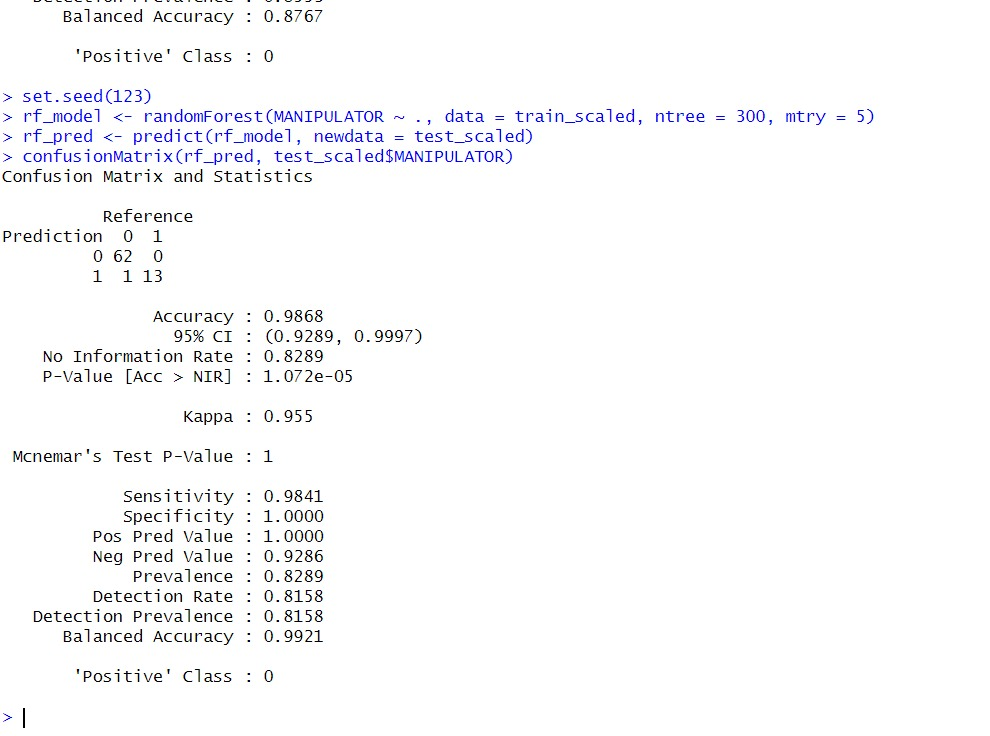 Detection Prevalence : 0.8553
Balanced Accuracy : 0.8767
'Positive' Class : 0
> set.seed(123)
> rf_model <- randomForest(MANIPULATOR ~ ., data = train_scaled, ntree = 300, mtry = 5)
> rf_pred <- predict(rf_model, newdata = test_scaled)
> confusionMatrix(rf_pred, test_scaled$MANIPULATOR)
Confusion Matrix and Statistics
Reference
Prediction 0 1
0 62 0
1 1 13
Accuracy : 0.9868
95% CI : (0.9289, 0.9997)
No Information Rate : 0.8289
P-Value [Acc > NIR] : 1.072e-05
Kappa : 0.955
Mcnemar's Test P-Value : 1
Sensitivity : 0.9841
Specificity : 1.0000
Pos Pred Value : 1.0000
Neg Pred Value : 0.9286
Prevalence : 0.8289
Detection Rate : 0.8158
Detection Prevalence : 0.8158
Balanced Accuracy : 0.9921
'Positive' Class : 0
>